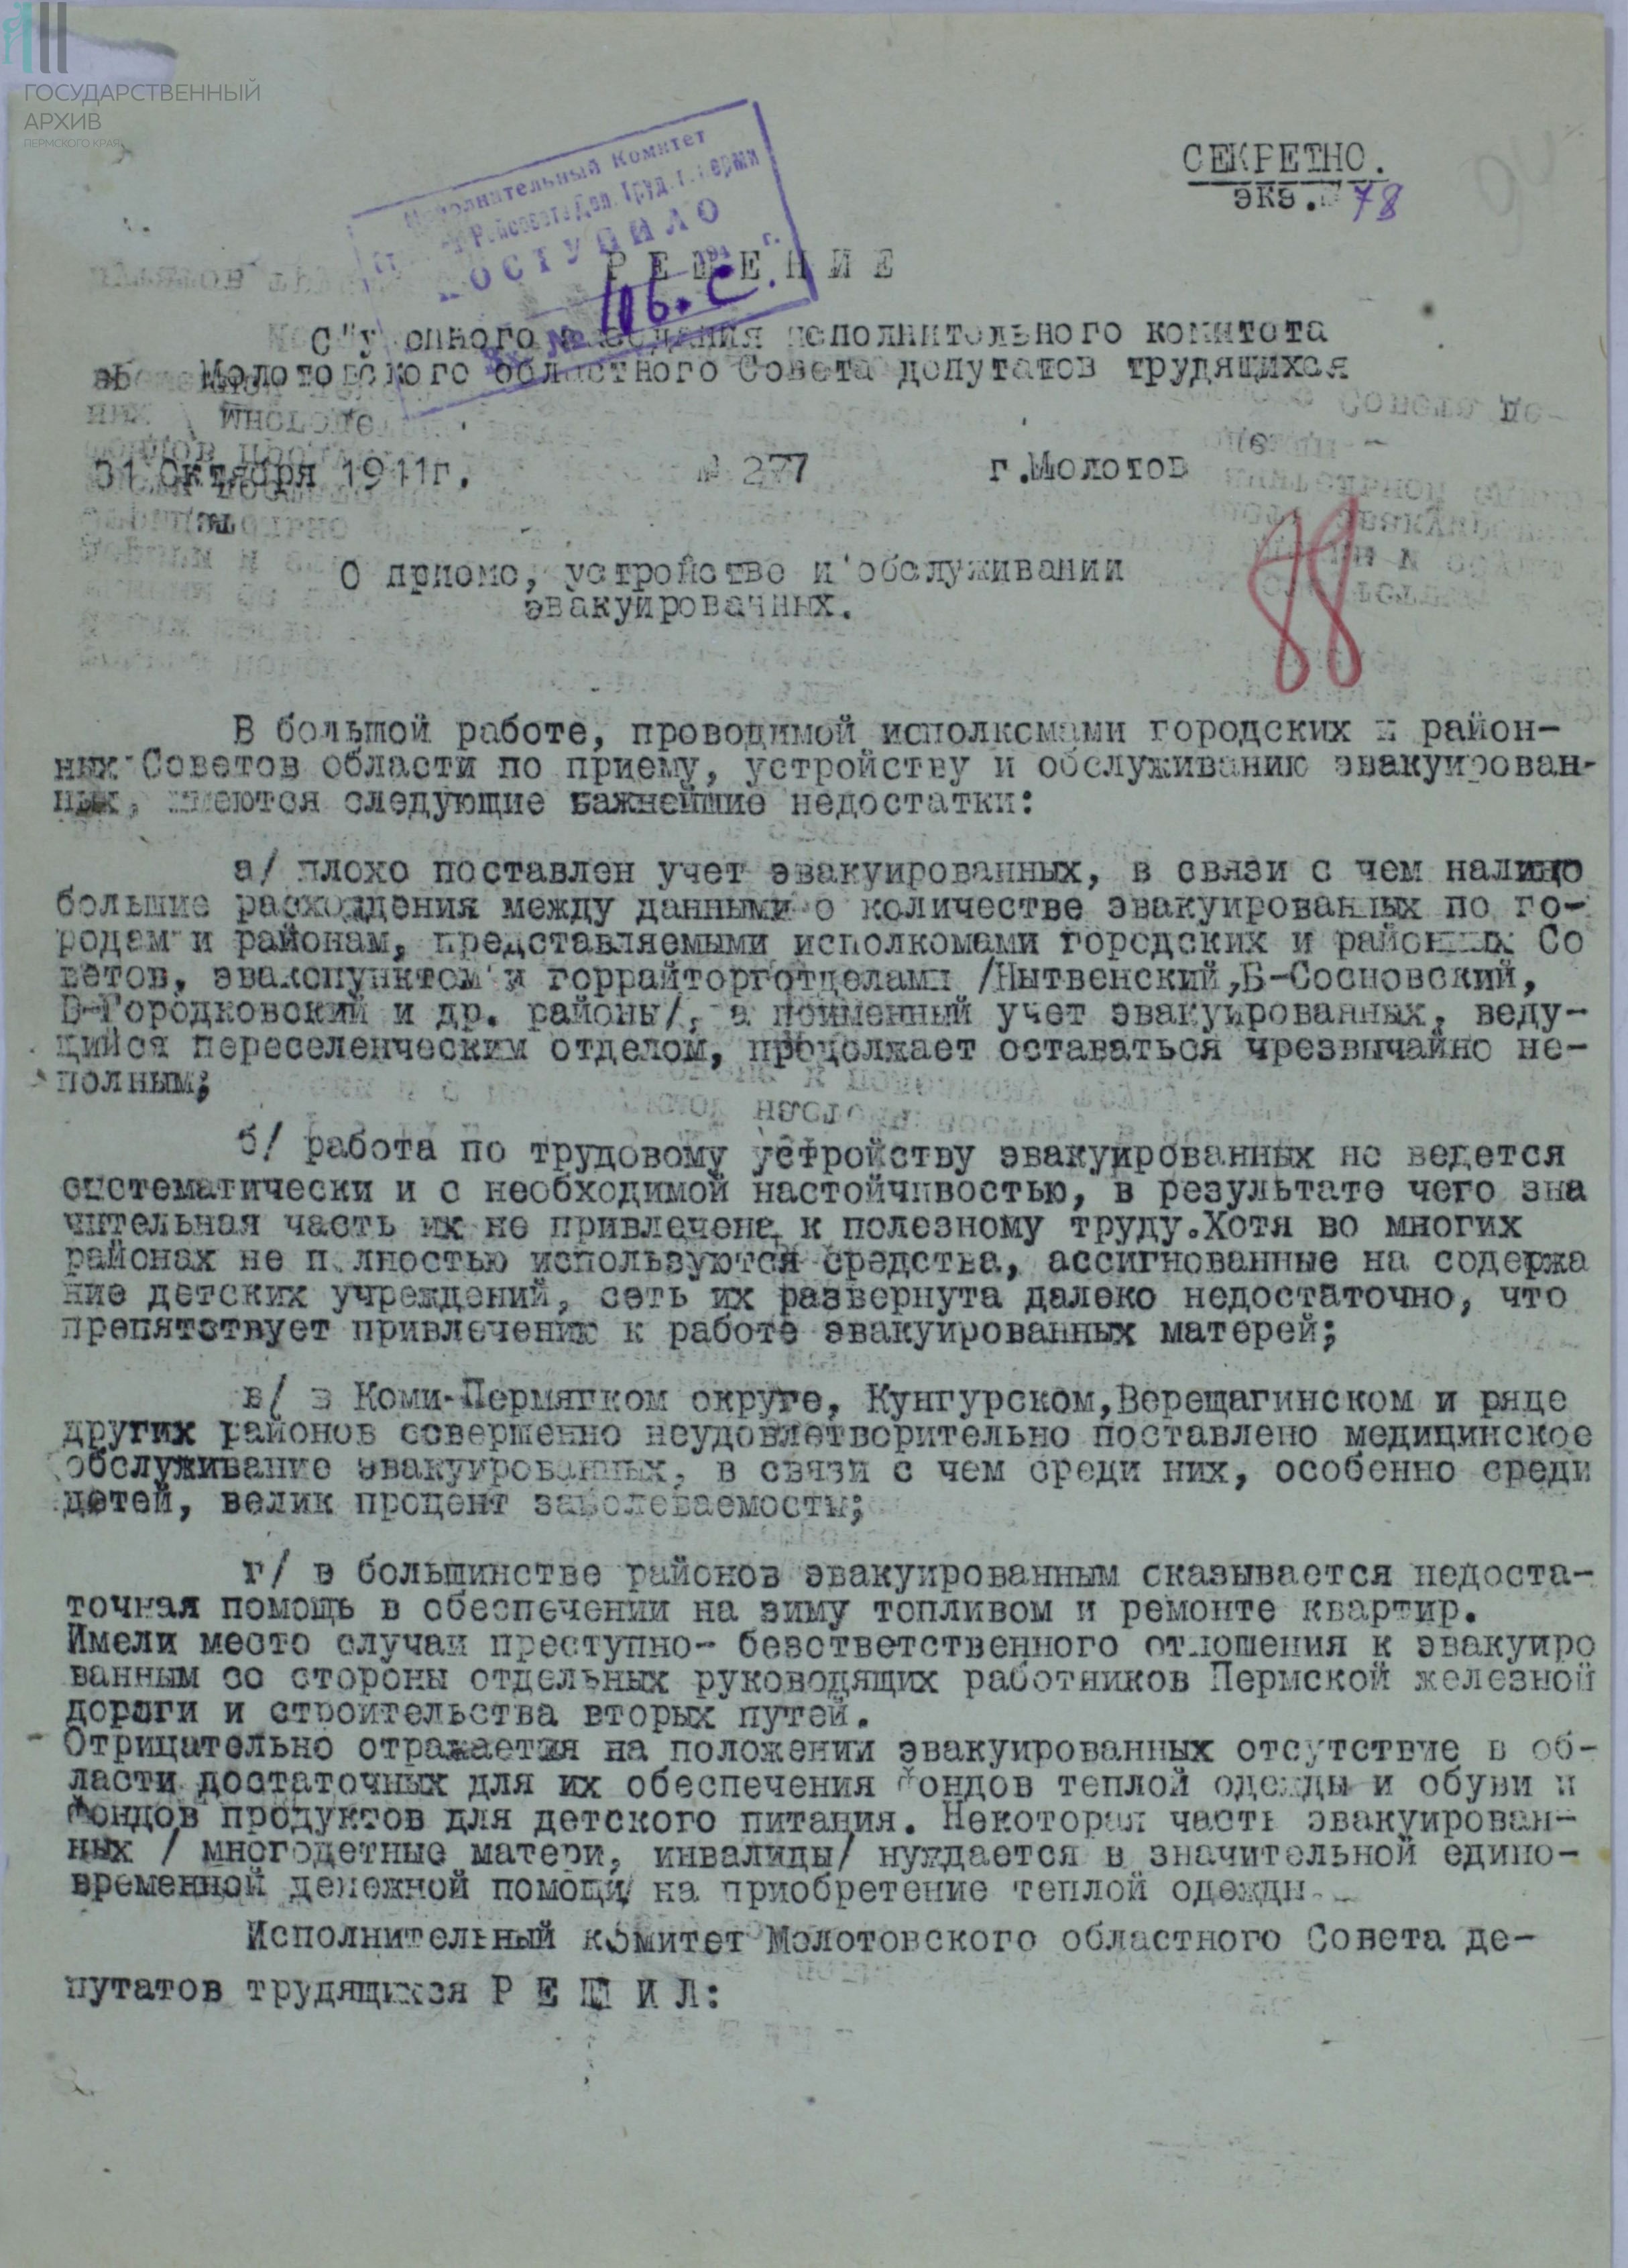 ГОСУДАРСТВЕННЫЙ
АРХИВ
ПЕРМСКОГО КРАЯ
СЕКРЕТНО.
экз. 78
Исполнительный Комитет
Райсовета Деп. Труд. г. Перми
ПОСТУПИЛО
194 г.
Вх. № 106.с.
РЕШЕНИЕ
заседания исполнительного комитета
Молотовского областного Совета депутатов трудящихся
31 Октября 1941г. № 277 г.Молотов
88
О приеме, устройстве и обслуживании
эвакуированных.
В большой работе, проводимой исполкомами городских и район-
ных Советов области по приему, устройству и обслуживанию эвакуирован-
ных, имеются следующие важнейшие недостатки:
а/ плохо поставлен учет эвакуированных, в связи с чем налицо
большие расхождения между данными о количестве эвакуированных по го-
родам и районам, представляемыми исполкомами городских и районных Со
ветов, эвакопунктом и горрайторготделами /Нытвенский,Б-Сосновский,
В-Городковский и др. районы/, а поименный учет эвакуированных, веду-
щийся переселенческим отделом, продолжает оставаться чрезвычайно не-
полным;
б/ работа по трудовому устройству эвакуированных не ведется
систематически и с необходимой настойчивостью, в результате чего зна
чительная часть их не привлечена к полезному труду.Хотя во многих
районах не полностью используются средства, ассигнованные на содержа
ние детских учреждений, сеть их развернута далеко недостаточно, что
препятствует привлечению к работе эвакуированных матерей;
в/ в Коми-Пермяцком округе, Кунгурском,Верещагинском и ряде
других районов совершенно неудовлетворительно поставлено медицинское
обслуживание эвакуированных, в связи с чем среди них, особенно среди
детей, велик процент заболеваемости;
г/ в большинстве районов эвакуированным сказывается недоста-
точная помощь в обеспечении на зиму топливом и ремонте квартир.
Имели место случаи преступно- безответственного отношения к эвакуиро
ванным со стороны отдельных руководящих работников Пермской железной
дороги и строительства вторых путей.
Отрицательно отражается на положении эвакуированных отсутствие в об-
ласти достаточных для их обеспечения фондов теплой одежды и обуви и
фондов продуктов для детского питания. Некоторая часть эвакуирован-
ных / многодетные матери, инвалиды/ нуждается в значительной едино-
временной денежной помощи на приобретение теплой одежды.
Исполнительный комитет Молотовского областного Совета де-
путатов трудящихся Р Е Ш И Л: